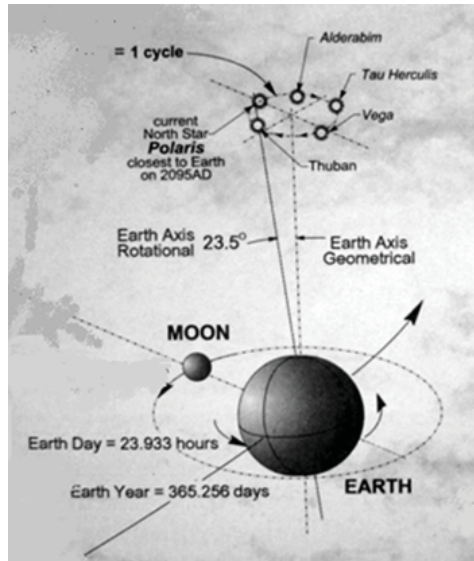 Alderabim
= 1 cycle
Tau Herculis
current
North Star
Polaris
closest to Earth
on 2095AD
Vega
Thuban
Earth Axis
Rotational
23.5°
Earth Axis
Geometrical
MOON
Earth Day = 23.933 hours
Earth Year = 365.256 days
EARTH